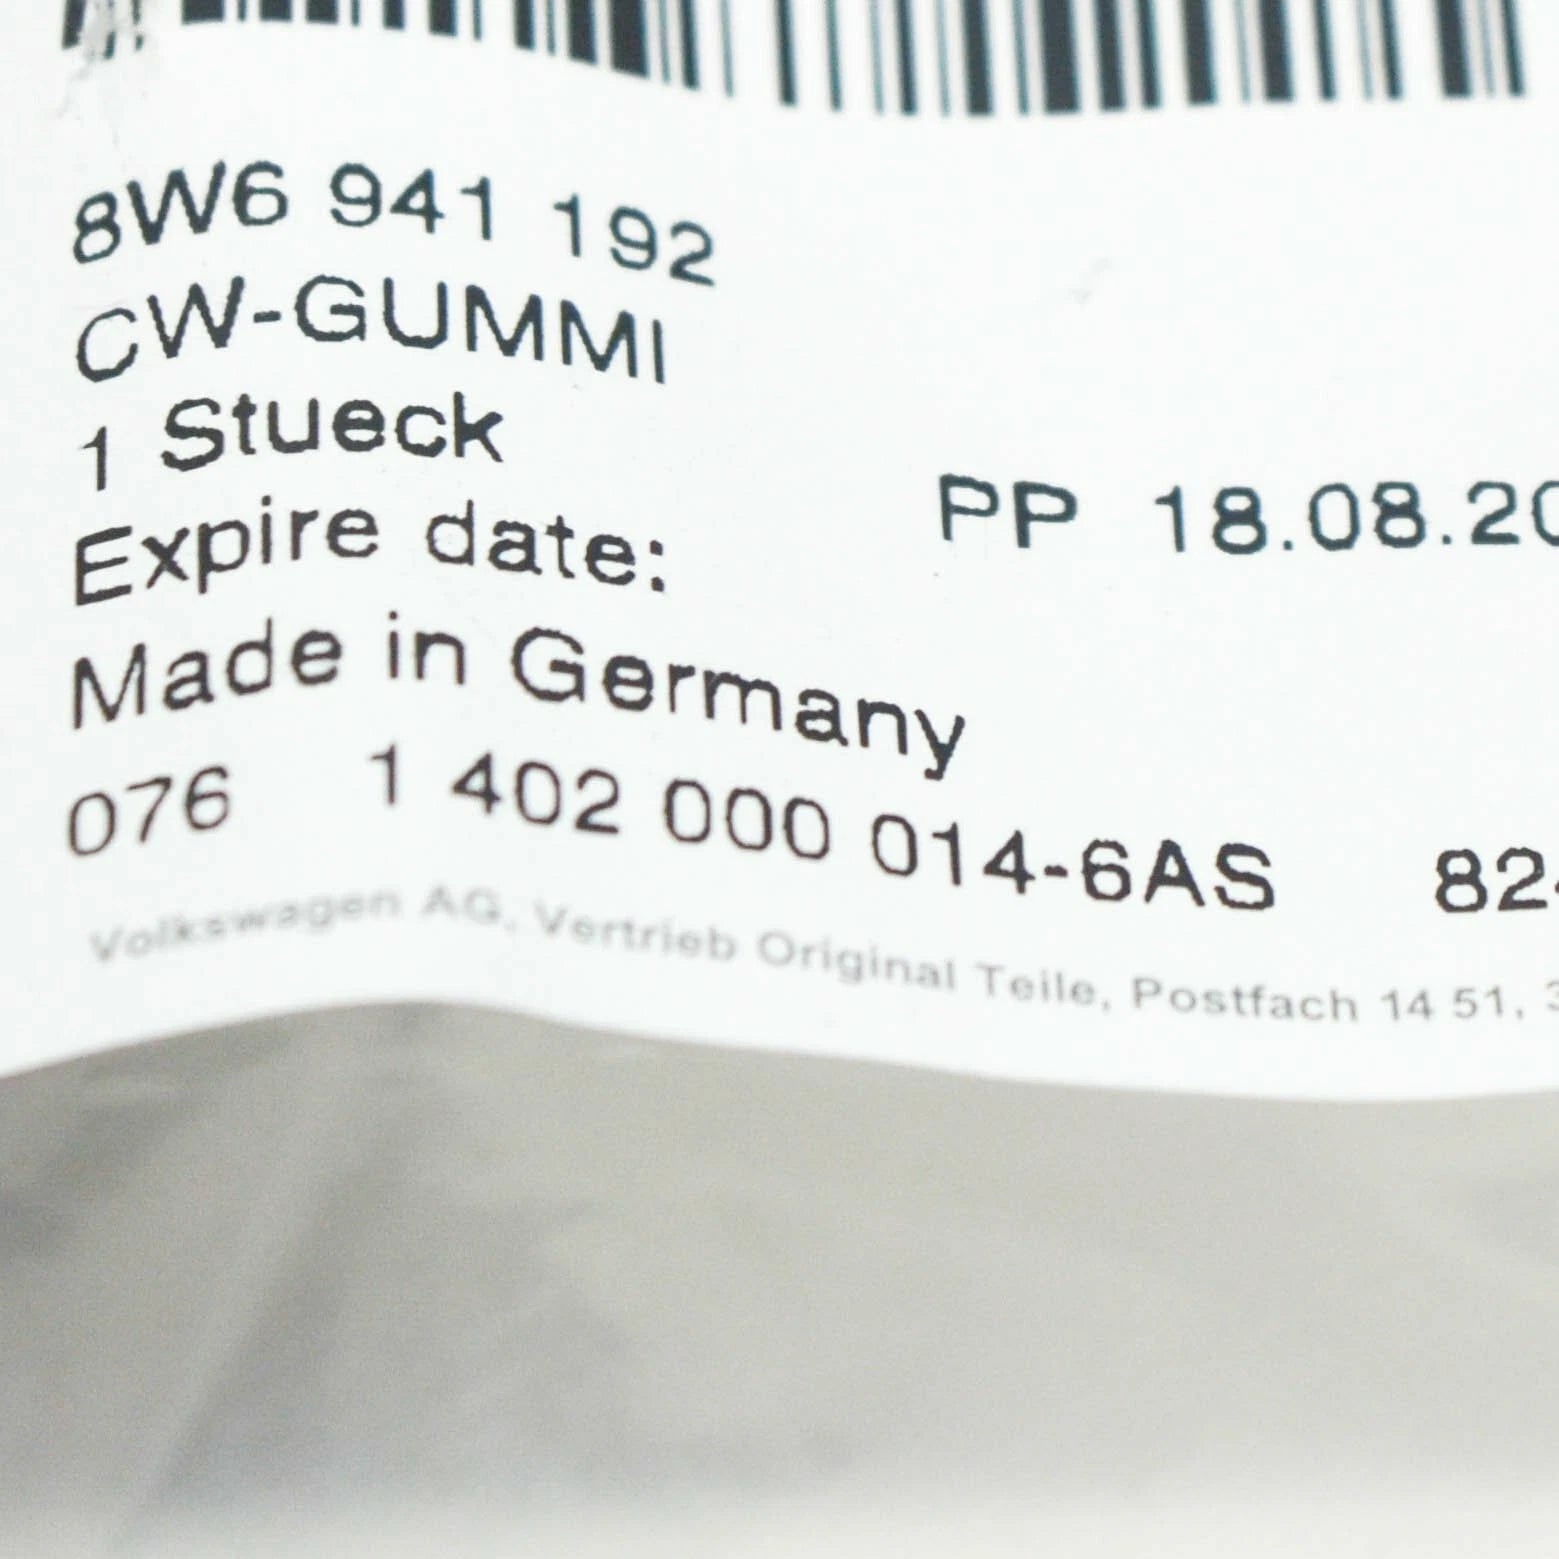 8W6 941 192
CW-GUMMI
1 Stueck
Expire date: PP 18.08.20
Made in Germany
076 1 402 000 014-6AS 82
Volkswagen AG, Vertrieb Original Teile, Postfach 14 51,